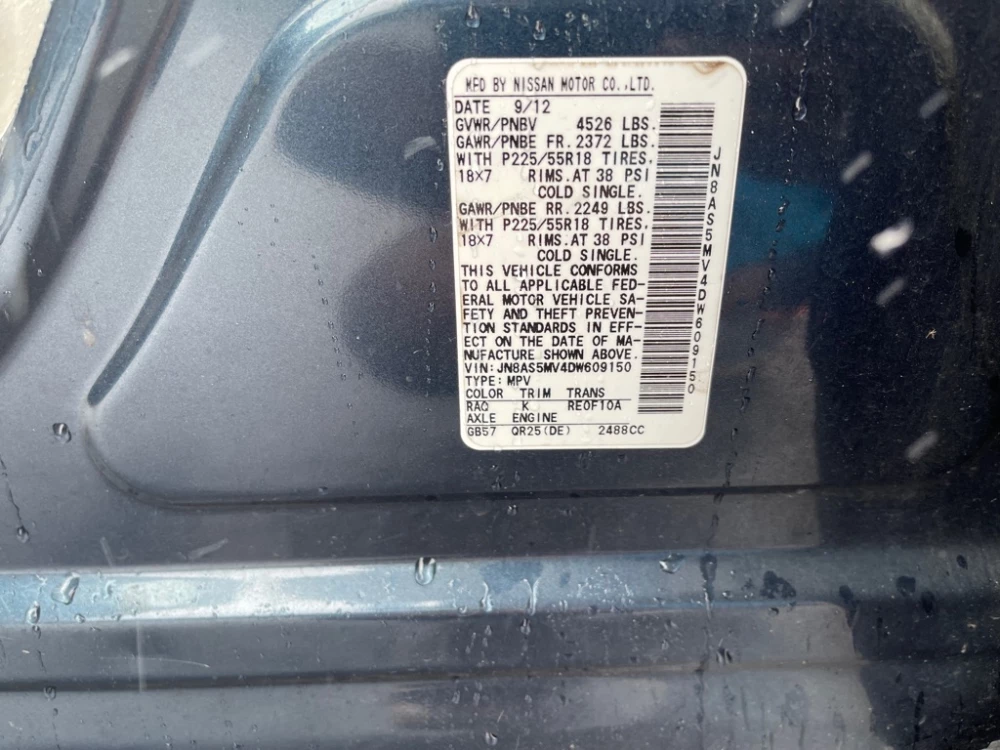 MFD BY NISSAN MOTOR CO.,LTD.
DATE 9/12
GVWR/PNBV 4526 LBS.
GAWR/PNBE FR. 2372 LBS.
WITH P225/55R18 TIRES,
18×7 RIMS.AT 38 PSI
COLD SINGLE.
GAWR/PNBE RR. 2249 LBS.
WITH P225/55R18 TIRES,
18×7 RIMS.AT 38 PSI
COLD SINGLE.
THIS VEHICLE CONFORMS
TO ALL APPLICABLE FED-
ERAL MOTOR VEHICLE SA-
FETY AND THEFT PREVEN-
TION STANDARDS IN EFF-
ECT ON THE DATE OF MA-
NUFACTURE SHOWN ABOVE.
VIN:JN8AS5MV4DW609150
TYPE:MPV
COLOR TRIM TRANS
RAQ K RE0F10A
AXLE ENGINE
GB57 QR25(DE) 2488CC
JN8AS5MV4DW609150